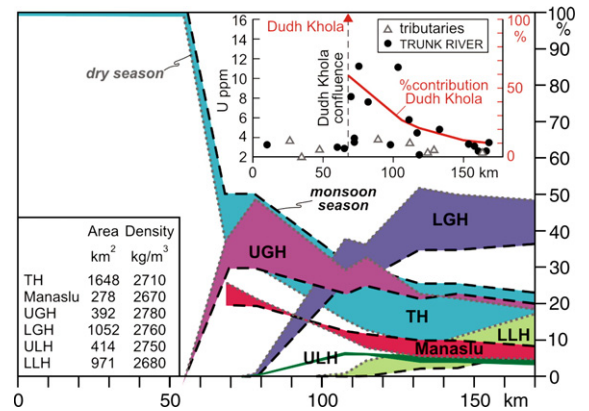 100
%
90
80
70
60
50
40
30
20
10
0
dry season
monsoon
season
16
14
12
10
8
6
4
2
U ppm
Dudh Khola
Dudh Khola
confluence
△ tributaries
● TRUNK RIVER
%contribution
Dudh Khola
100
%
50
0
0
50
100
150 km
UGH
LGH
TH
LLH
Manaslu
ULH
Area Density
km2 kg/m3
TH 1648 2710
Manaslu 278 2670
UGH 392 2780
LGH 1052 2760
ULH 414 2750
LLH 971 2680
0
50
100
150 km